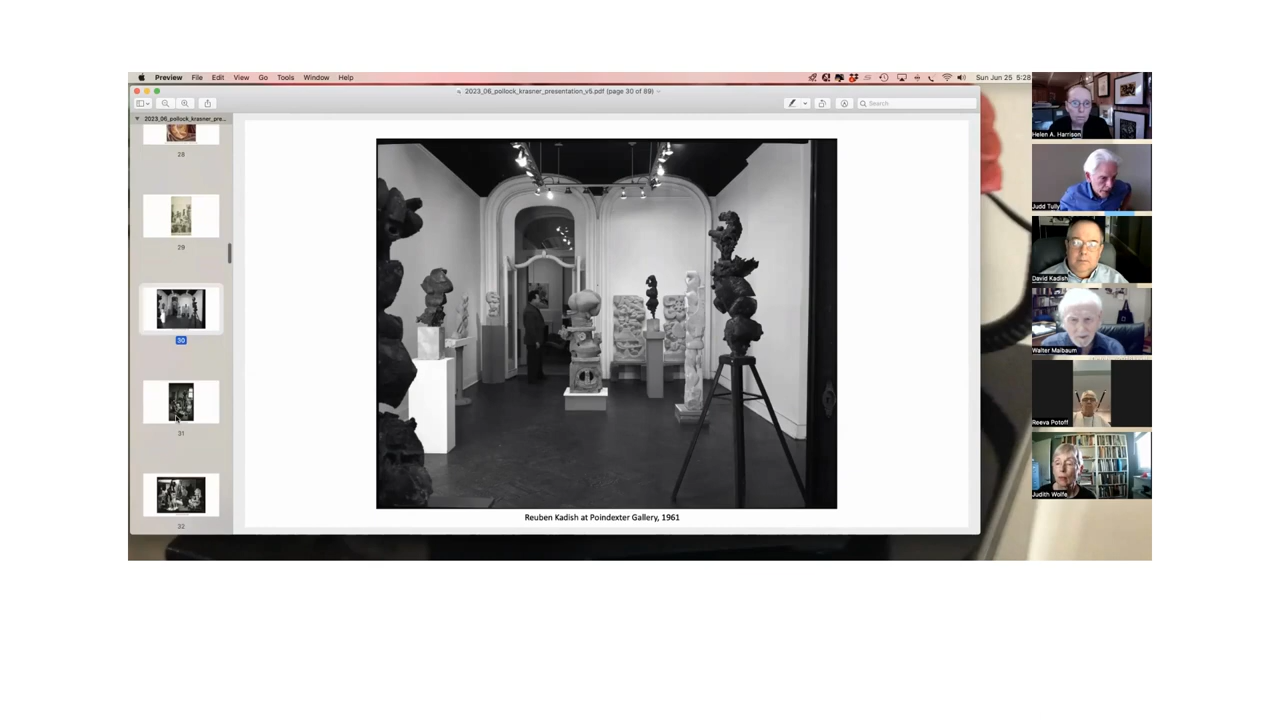 Preview File Edit View Go Tools Window Help
Sun Jun 25 5:28
2023_06_pollock_krasner_presentation_v5.pdf (page 30 of 89)
Search
2023_06_pollock_krasner_pre...
28
29
30
31
32
Reuben Kadish at Poindexter Gallery, 1961
Helen A. Harrison
Judd Tully
David Kadish
Walter Maibaum
Reeva Potoff
Judith Wolfe